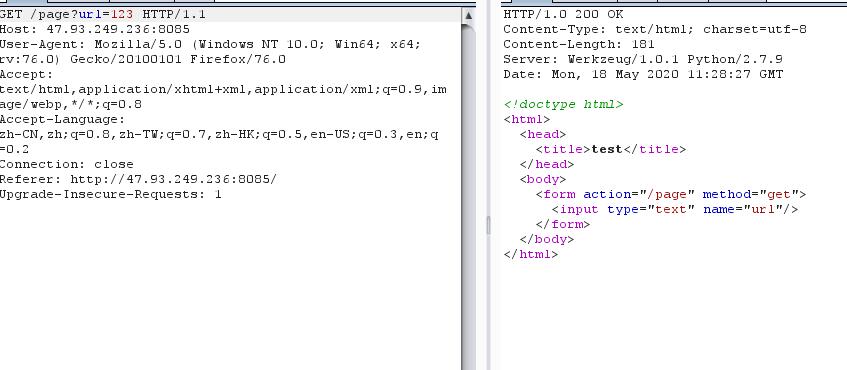 GET /page?url=123 HTTP/1.1
Host: 47.93.249.236:8085
User-Agent: Mozilla/5.0 (Windows NT 10.0; Win64; x64;
rv:76.0) Gecko/20100101 Firefox/76.0
Accept:
text/html,application/xhtml+xml,application/xml;q=0.9,im
age/webp,*/*;q=0.8
Accept-Language:
zh-CN,zh;q=0.8,zh-TW;q=0.7,zh-HK;q=0.5,en-US;q=0.3,en;q
=0.2
Connection: close
Referer: http://47.93.249.236:8085/
Upgrade-Insecure-Requests: 1
HTTP/1.0 200 OK
Content-Type: text/html; charset=utf-8
Content-Length: 181
Server: Werkzeug/1.0.1 Python/2.7.9
Date: Mon, 18 May 2020 11:28:27 GMT
<!doctype html>
<html>
<head>
<title>test</title>
</head>
<body>
<form action="/page" method="get">
<input type="text" name="url"/>
</form>
</body>
</html>